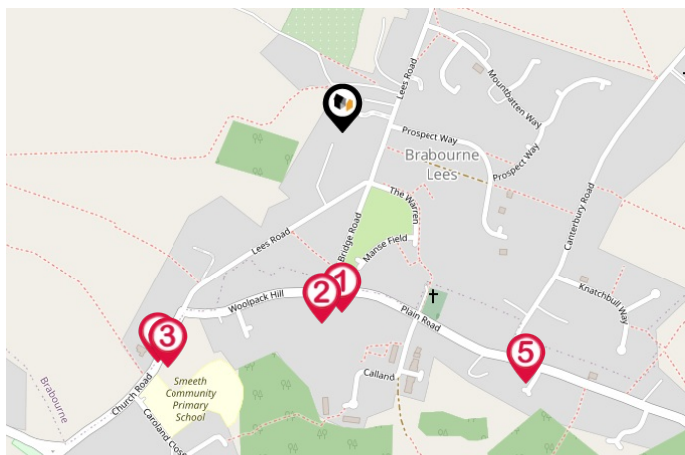 Lees Road
Mountbatten Way
Prospect Way
Brabourne
Lees
Prospect Way
The Warren
Canterbury Road
Lees Road
Bridge Road
Manse Field
1
2
Woolpack Hill
Plain Road
Knatchbull Way
3
5
Smeeth
Community
Primary
School
Calland
Church Road
Brabourne
Caroland Close